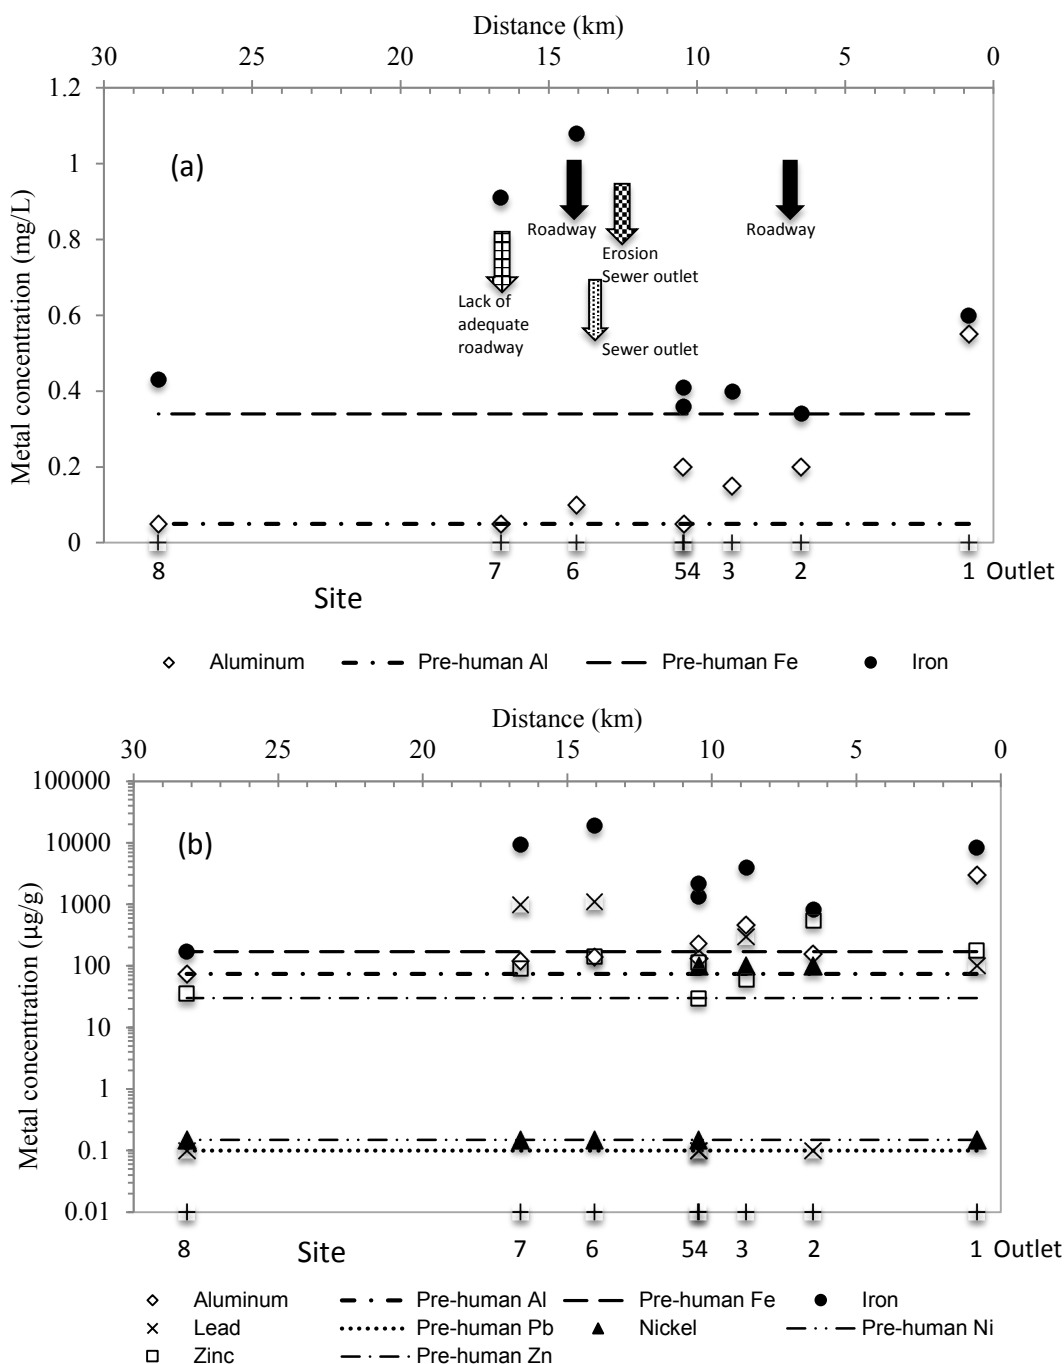 Distance (km)
30 25 20 15 10 5 0
1.2
(a)
1
Metal concentration (mg/L)
0.8
Roadway
Roadway
Erosion
Sewer outlet
Lack of
adequate
roadway
0.6
Sewer outlet
0.4
0.2
0
8 7 6 5 4 3 2 1 Outlet
Site
Aluminum Pre-human Al Pre-human Fe Iron
Distance (km)
30 25 20 15 10 5 0
100000
(b)
10000
1000
Metal concentration (µg/g)
100
10
1
0.1
0.01
8 7 6 5 4 3 2 1 Outlet
Site
Aluminum Pre-human Al Pre-human Fe Iron
Lead Pre-human Pb Nickel Pre-human Ni
Zinc Pre-human Zn